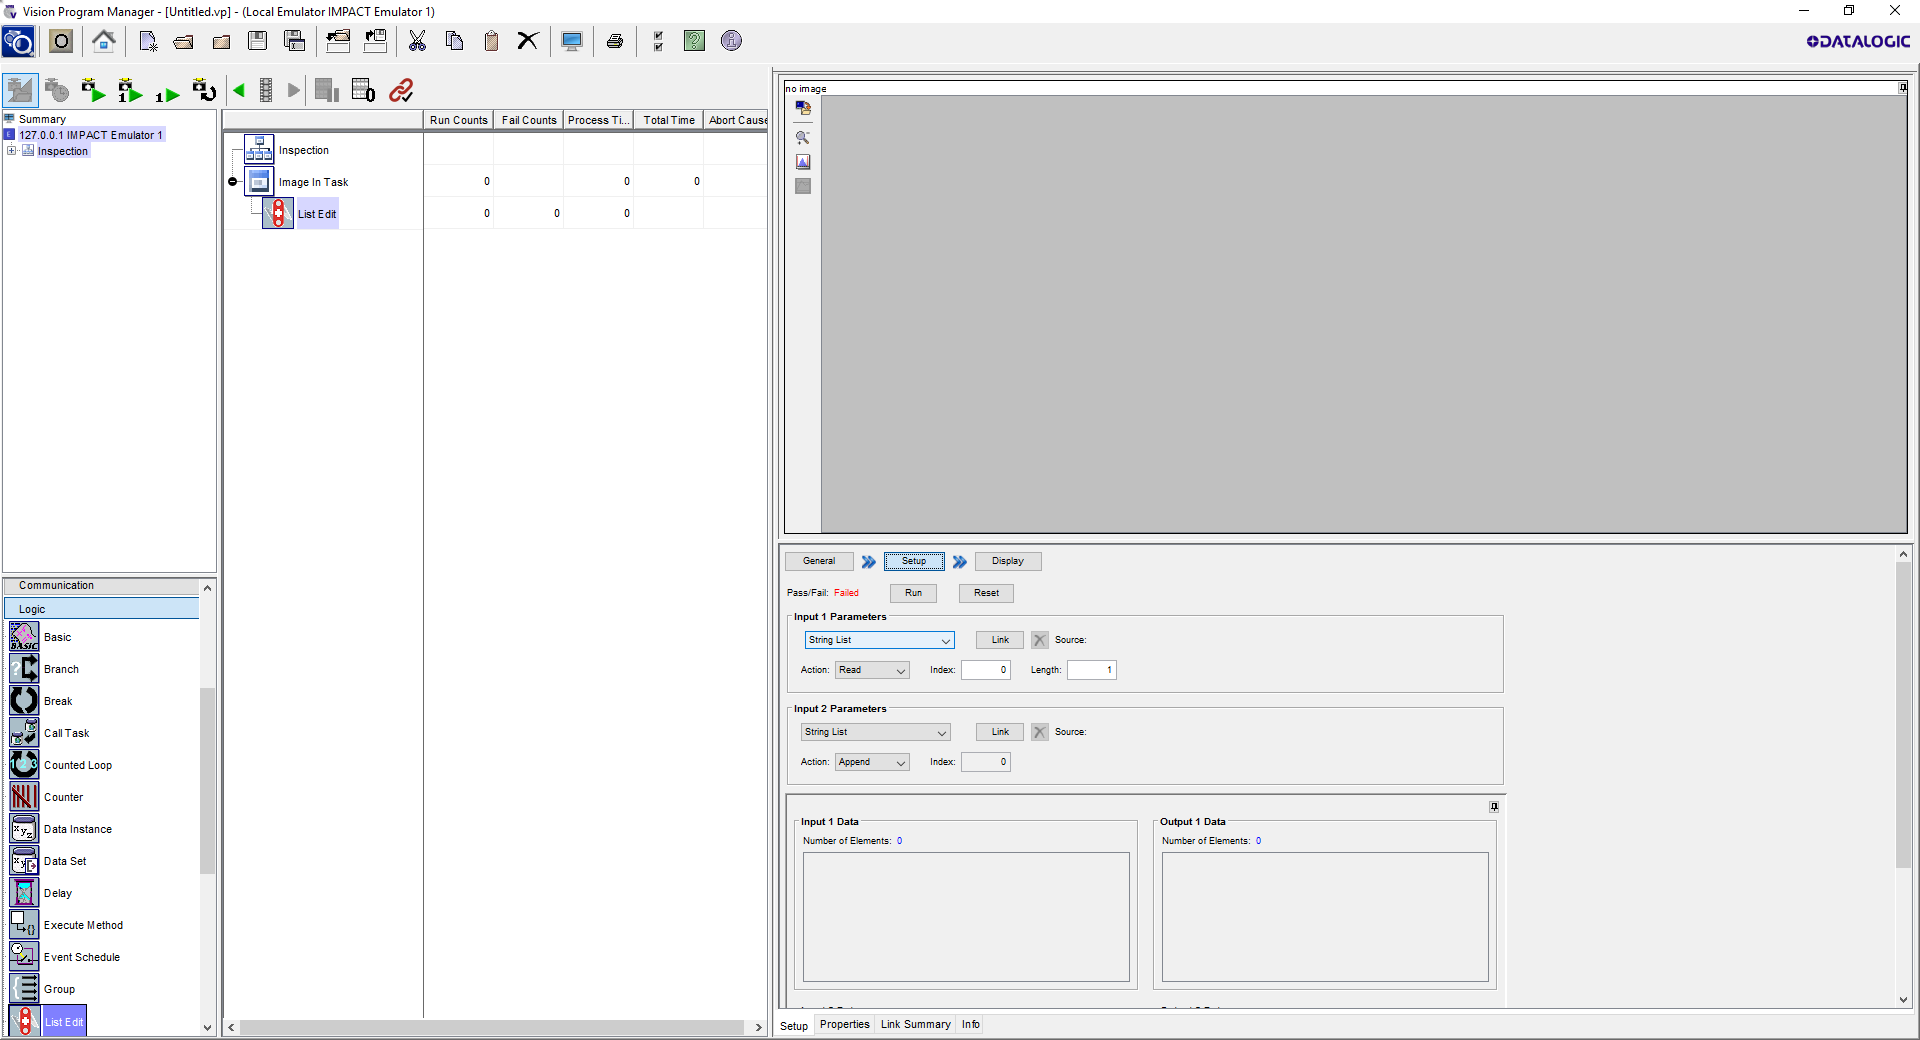 Vision Program Manager - [Untitled.vp] - (Local Emulator IMPACT Emulator 1)
DATALOGIC
Summary
127.0.0.1 IMPACT Emulator 1
Inspection
Run Counts Fail Counts Process Ti... Total Time Abort Cause
Inspection
Image In Task 0 0 0
List Edit 0 0 0
Communication
Logic
Basic
Branch
Break
Call Task
Counted Loop
Counter
Data Instance
Data Set
Delay
Execute Method
Event Schedule
Group
List Edit
no image
General Setup Display
Pass/Fail: Failed Run Reset
Input 1 Parameters
String List Link Source:
Action: Read Index: 0 Length: 1
Input 2 Parameters
String List Link Source:
Action: Append Index: 0
Input 1 Data Output 1 Data
Number of Elements: 0 Number of Elements: 0
Setup Properties Link Summary Info